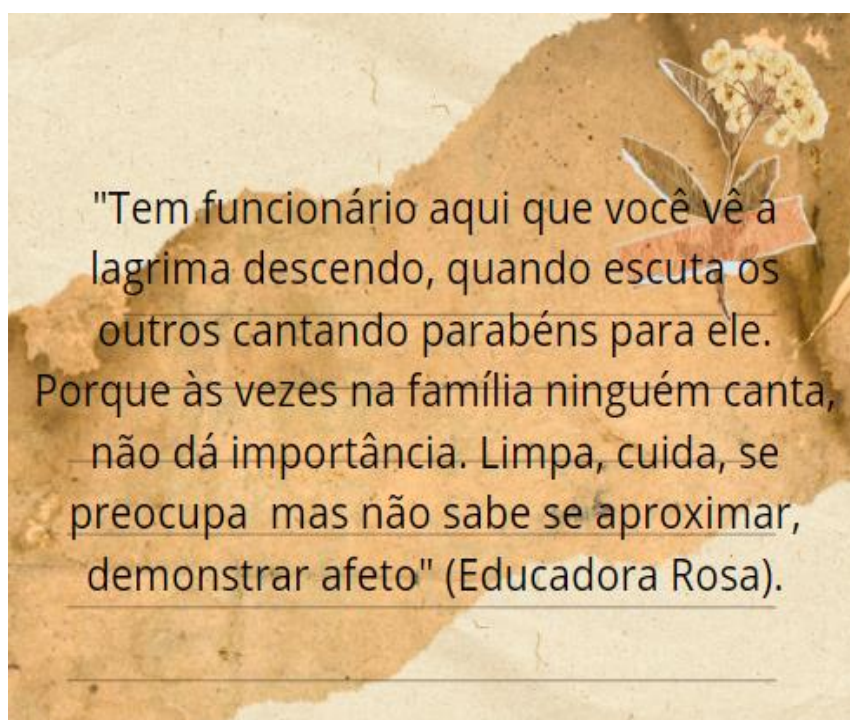 "Tem funcionário aqui que você vê a
lagrima descendo, quando escuta os
outros cantando parabéns para ele.
Porque às vezes na família ninguém canta,
não dá importância. Limpa, cuida, se
preocupa  mas não sabe se aproximar,
demonstrar afeto" (Educadora Rosa).